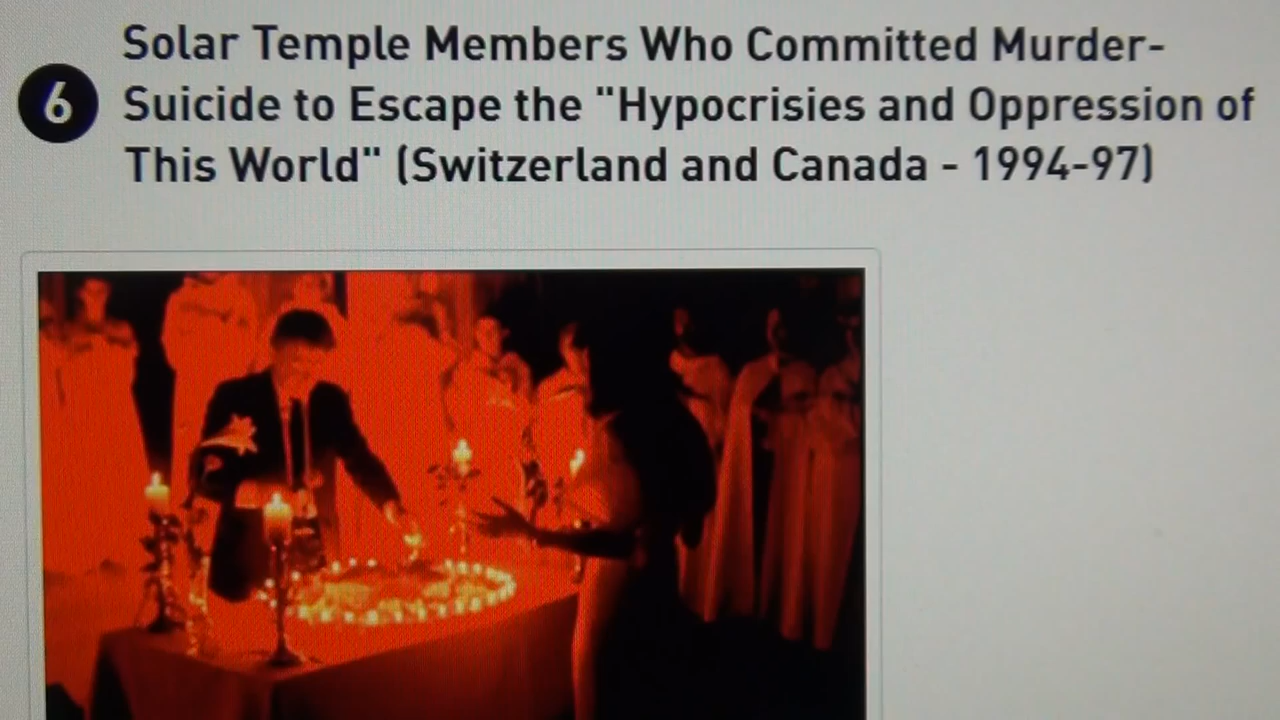 6
Solar Temple Members Who Committed Murder-
Suicide to Escape the "Hypocrisies and Oppression of
This World" (Switzerland and Canada - 1994-97)